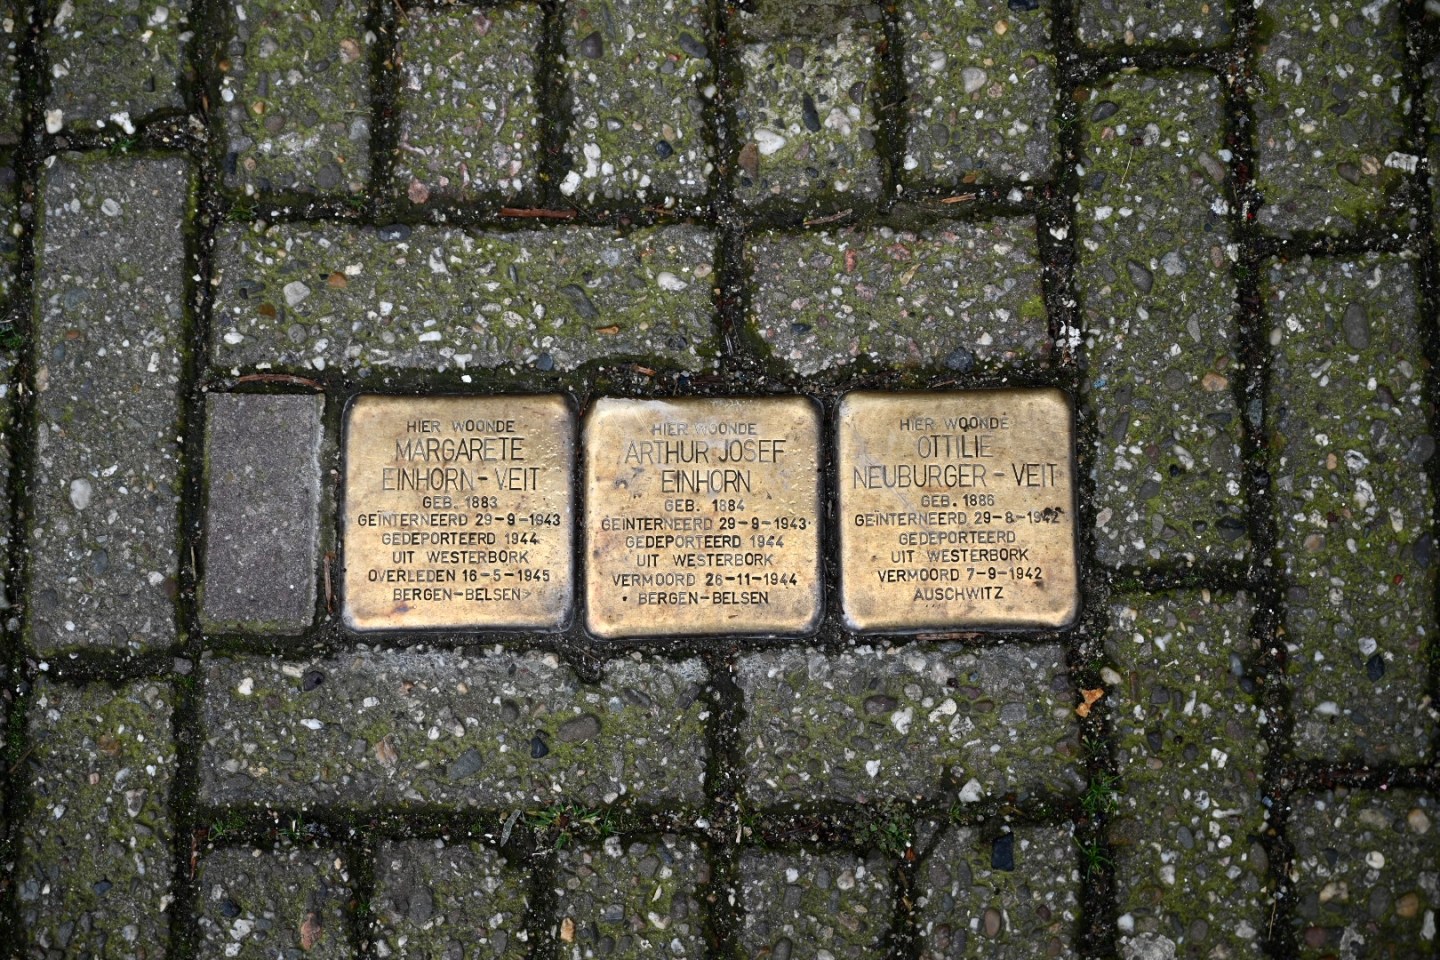 HIER WOONDE
MARGARETE
EINHORN-VEIT
GEB. 1883
GEÏNTERNEERD 29-9-1943
GEDEPORTEERD 1944
UIT WESTERBORK
OVERLEDEN 16-5-1945
BERGEN-BELSEN
HIER WOONDE
ARTHUR JOSEF
EINHORN
GEB. 1884
GEÏNTERNEERD 29-9-1943
GEDEPORTEERD 1944
UIT WESTERBORK
VERMOORD 26-11-1944
BERGEN-BELSEN
HIER WOONDE
OTTILIE
NEUBURGER-VEIT
GEB. 1886
GEÏNTERNEERD 29-8-1942
GEDEPORTEERD
UIT WESTERBORK
VERMOORD 7-9-1942
AUSCHWITZ